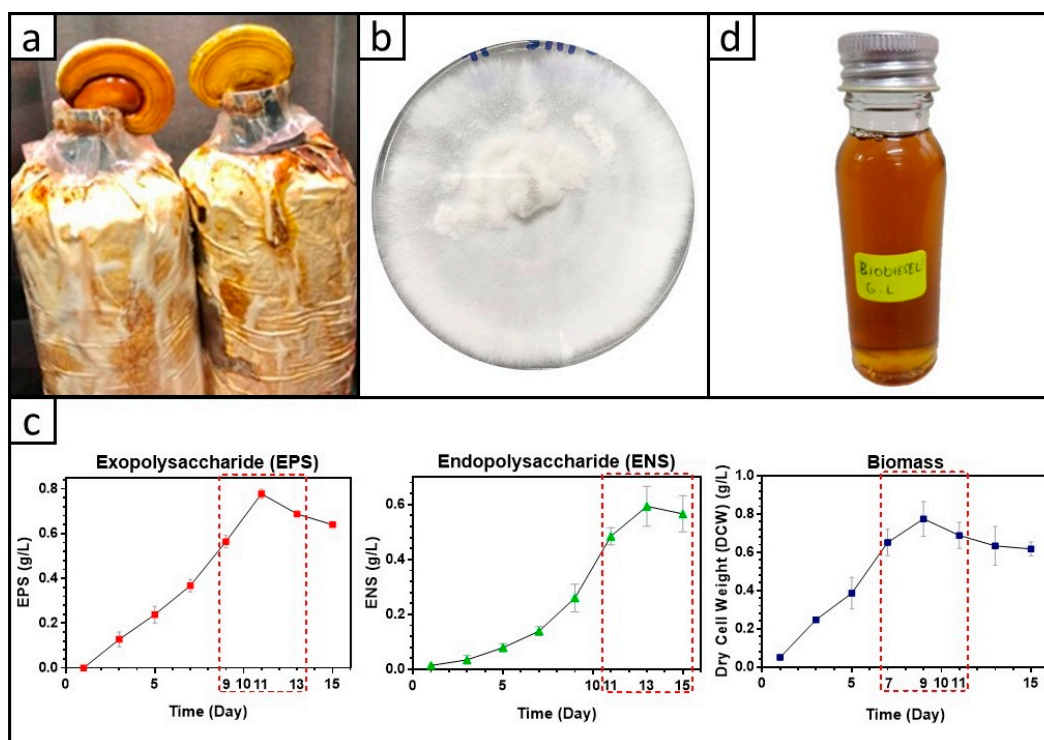 a
b
d
BIODIESEL
G.L
c
Exopolysaccharide (EPS)
EPS (g/L)
0.8
0.6
0.4
0.2
0.0
0 5 9 10 11 13 15
Time (Day)
Endopolysaccharide (ENS)
ENS (g/L)
0.6
0.4
0.2
0.0
0 5 10 11 13 15
Time (Day)
Biomass
Dry Cell Weight (DCW) (g/L)
1.0
0.8
0.6
0.4
0.2
0.0
0 5 7 9 10 11 15
Time (Day)